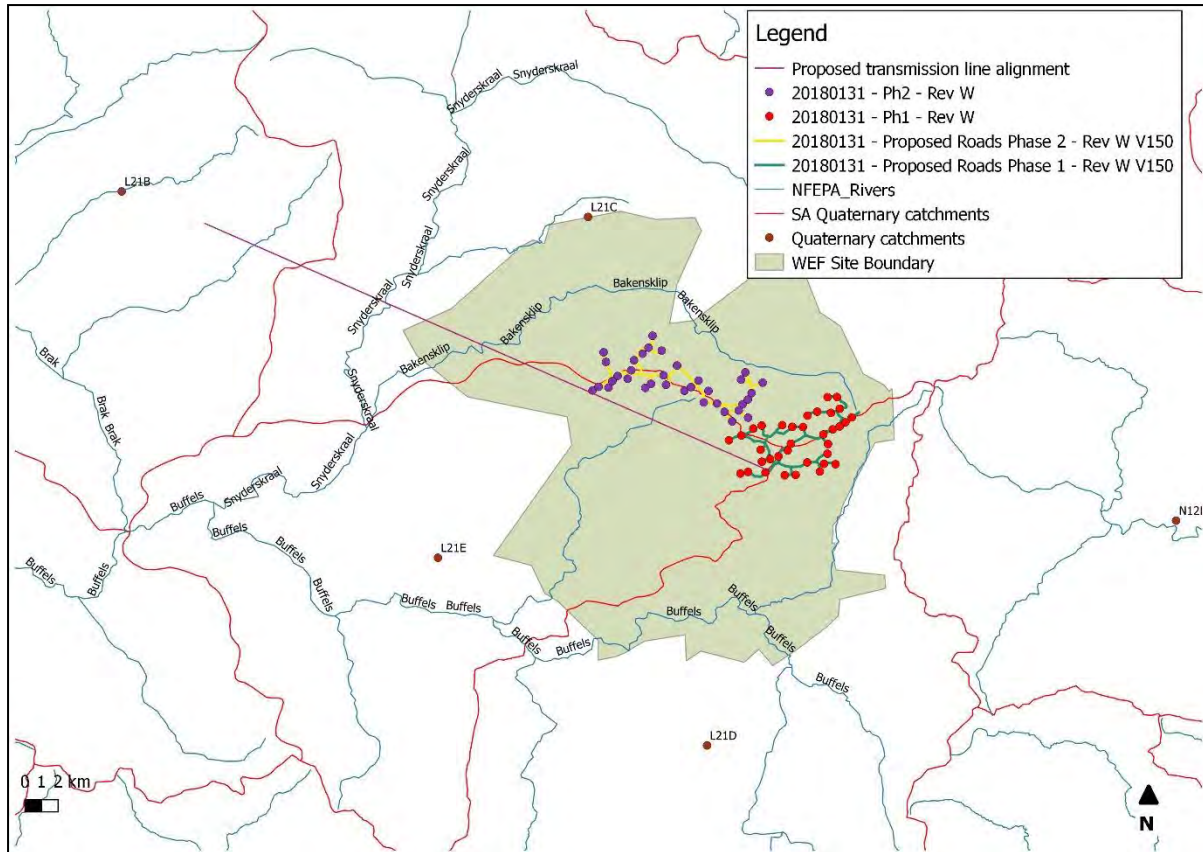 Legend
Proposed transmission line alignment
20180131 - Ph2 - Rev W
20180131 - Ph1 - Rev W
20180131 - Proposed Roads Phase 2 - Rev W V150
20180131 - Proposed Roads Phase 1 - Rev W V150
NFEPA_Rivers
SA Quaternary catchments
Quaternary catchments
WEF Site Boundary
Snyderskraal
Snyderskraal
Snyderskraal
Snyderskraal
Snyderskraal
L21B
L21C
Snyderskraal
Bakensklip
Bakensklip
Bakensklip
Bakensklip
Brak
Snyderskraal
Brak Brak
Snyderskraal
Buffels
Snyderskraal
Buffels
N12
L21E
Buffels
Buffels
Buffels
Buffels Buffels
Buffels
Buffels
Buffels
Buffels
Buffels
L21D
0 1 2 km
N